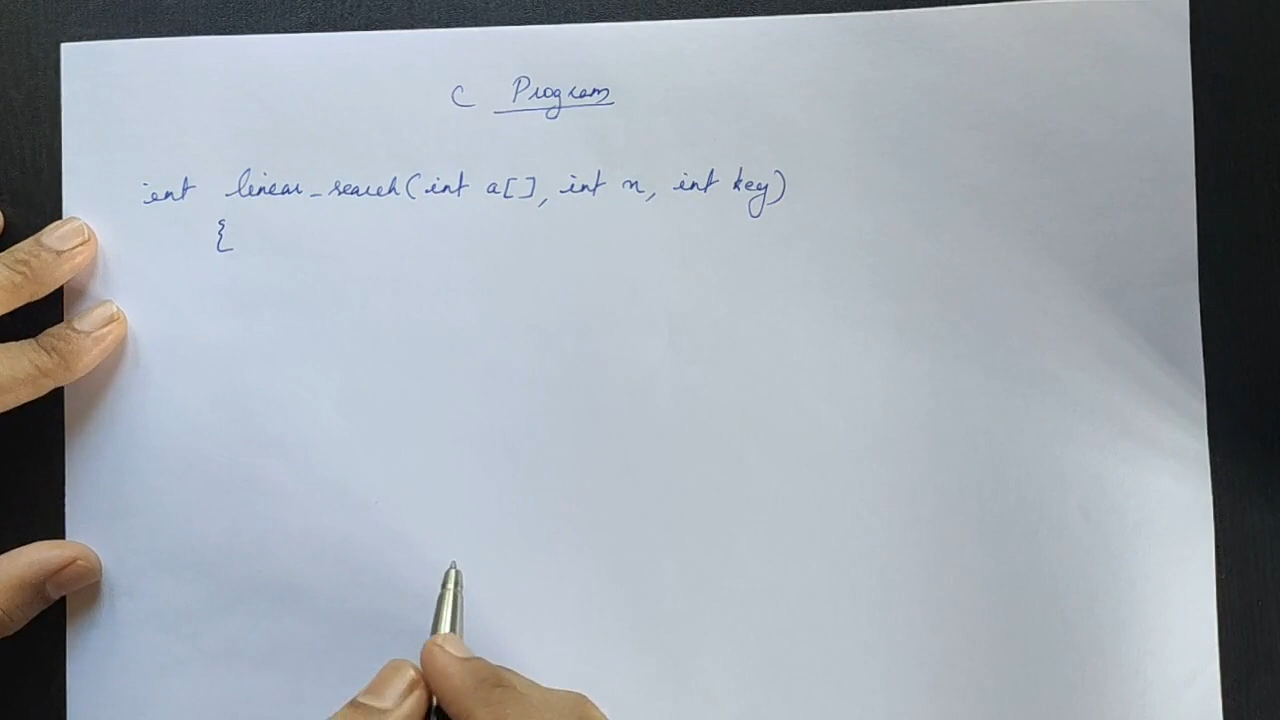 C Program
int linear_search(int a[], int n, int key)
{